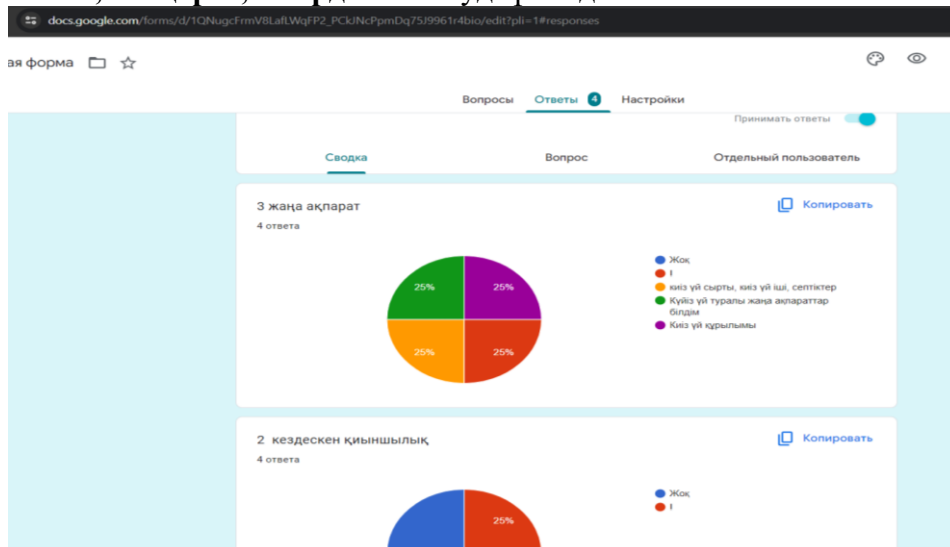 docs.google.com/forms/d/1QNugcFrmV8LafLWqFP2_PCkJNcPpmDq75J9961r4bio/edit?pli=1#responses
ая форма
Вопросы Ответы 4 Настройки
Принимать ответы
Сводка Вопрос Отдельный пользователь
3 жаңа ақпарат
Копировать
4 ответа
25% 25%
25% 25%
Жоқ
І
киіз үй сырты, киіз үй іші, септіктер
Күйіз үй туралы жаңа ақпараттар
білдім
Киіз үй құрылымы
2 кездескен қиыншылық
Копировать
4 ответа
25%
Жоқ
І